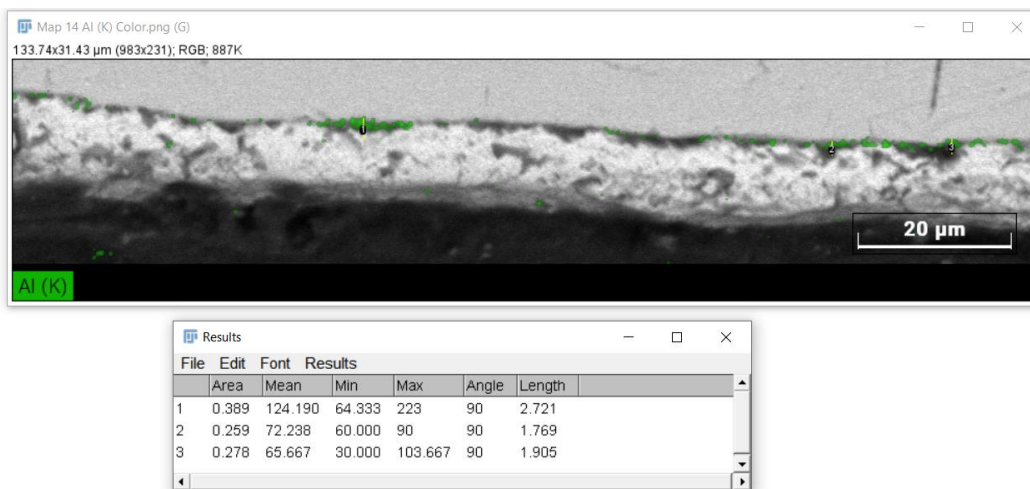 Map 14 Al (K) Color.png (G)
133.74x31.43 µm (983x231); RGB; 887K
1
2
3
20 µm
Al (K)
Results
File Edit Font Results
Area Mean Min Max Angle Length
1 0.389 124.190 64.333 223 90 2.721
2 0.259 72.238 60.000 90 90 1.769
3 0.278 65.667 30.000 103.667 90 1.905